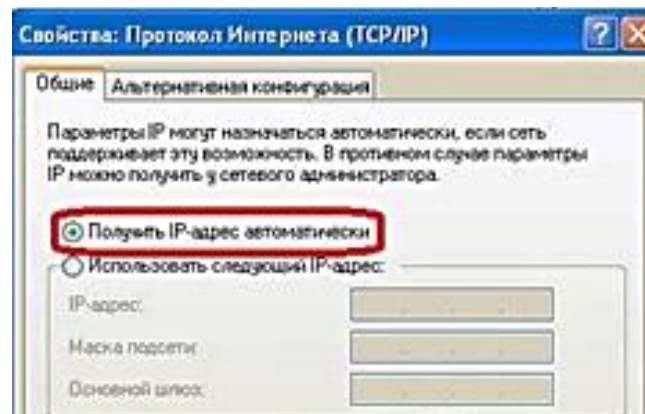 Свойства: Протокол Интернета (TCP/IP)
Общие
Альтернативная конфигурация
Параметры IP могут назначаться автоматически, если сеть
поддерживает эту возможность. В противном случае параметры
IP можно получить у сетевого администратора.
Получить IP-адрес автоматически
Использовать следующий IP-адрес:
IP-адрес:
Маска подсети:
Основной шлюз: